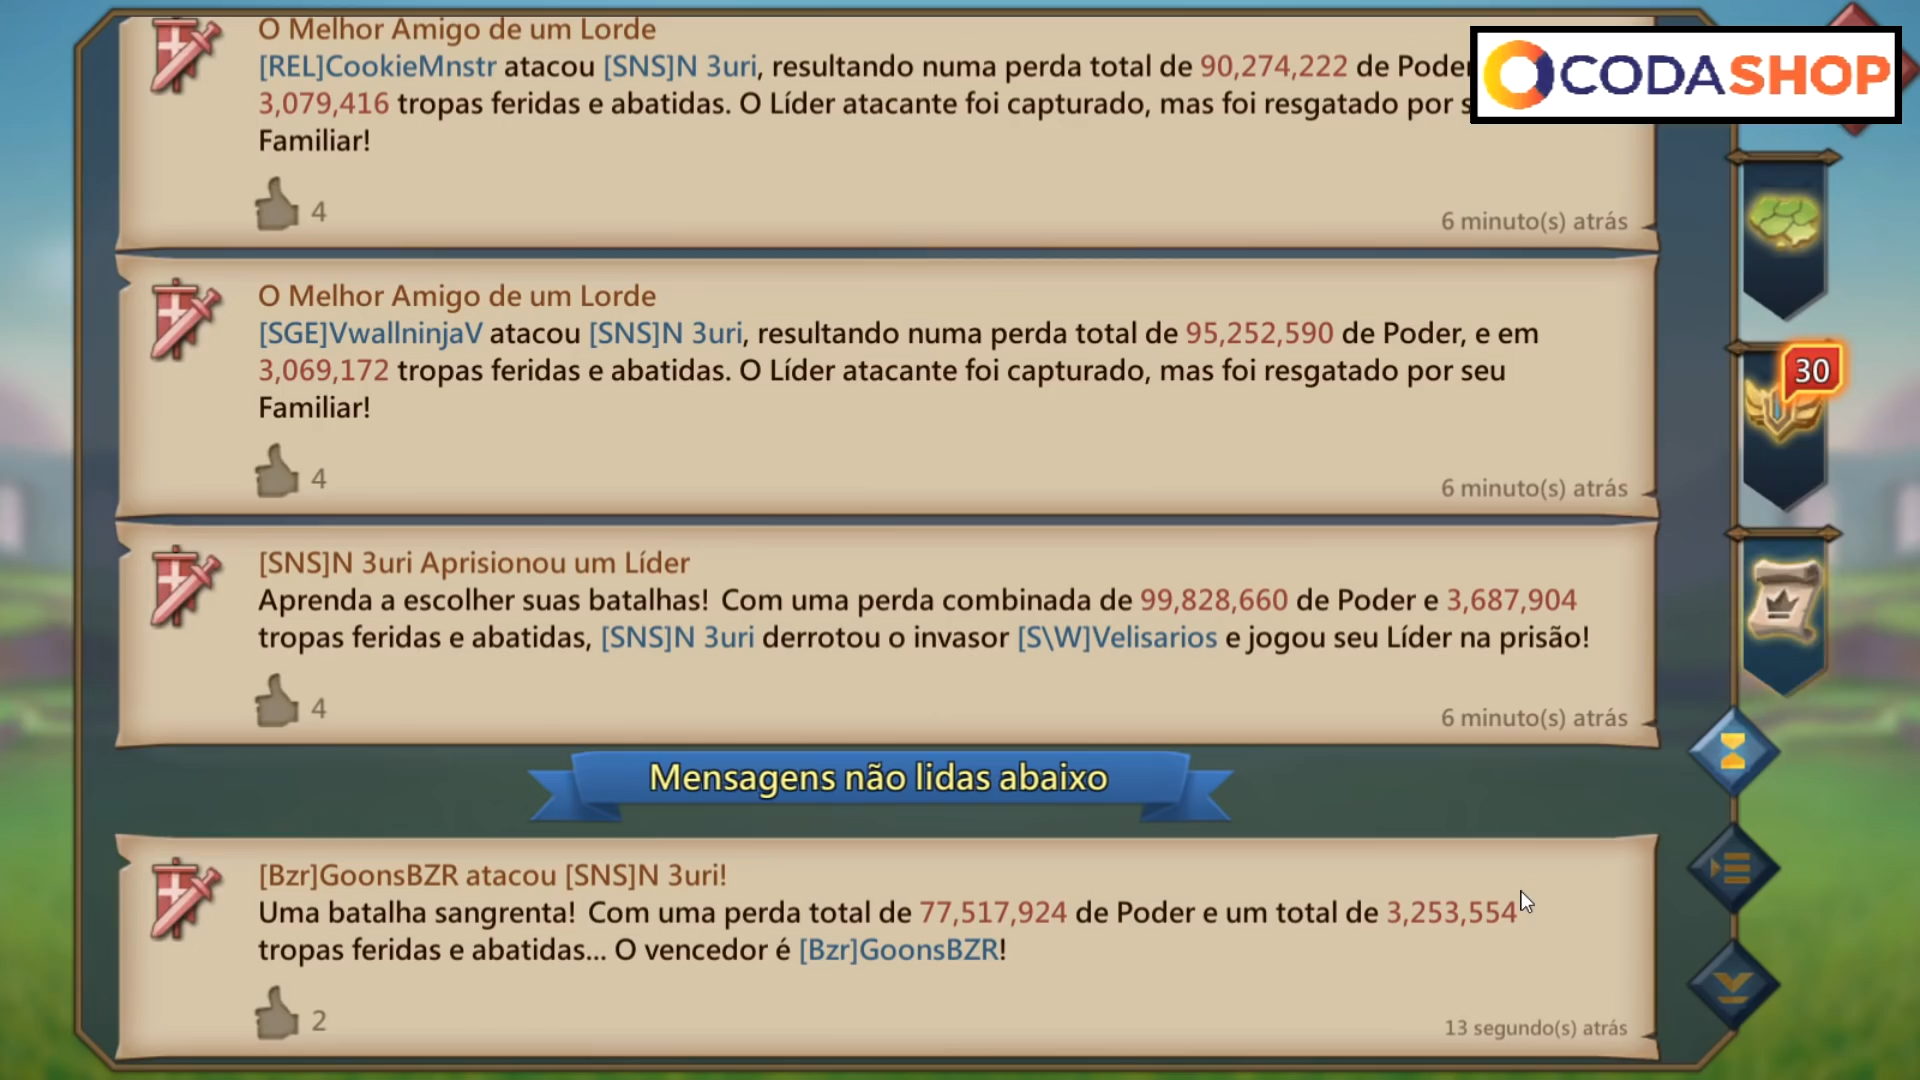 O Melhor Amigo de um Lorde
[REL]CookieMnstr atacou [SNS]N 3uri, resultando numa perda total de 90,274,222 de Poder
3,079,416 tropas feridas e abatidas. O Líder atacante foi capturado, mas foi resgatado por
Familiar!
4
6 minuto(s) atrás
CODASHOP
O Melhor Amigo de um Lorde
[SGE]VwallninjaV atacou [SNS]N 3uri, resultando numa perda total de 95,252,590 de Poder, e em
3,069,172 tropas feridas e abatidas. O Líder atacante foi capturado, mas foi resgatado por seu
Familiar!
4
6 minuto(s) atrás
30
[SNS]N 3uri Aprisionou um Líder
Aprenda a escolher suas batalhas! Com uma perda combinada de 99,828,660 de Poder e 3,687,904
tropas feridas e abatidas, [SNS]N 3uri derrotou o invasor [S\W]Velisarios e jogou seu Líder na prisão!
4
6 minuto(s) atrás
Mensagens não lidas abaixo
[Bzr]GoonsBZR atacou [SNS]N 3uri!
Uma batalha sangrenta! Com uma perda total de 77,517,924 de Poder e um total de 3,253,554
tropas feridas e abatidas... O vencedor é [Bzr]GoonsBZR!
2
13 segundo(s) atrás